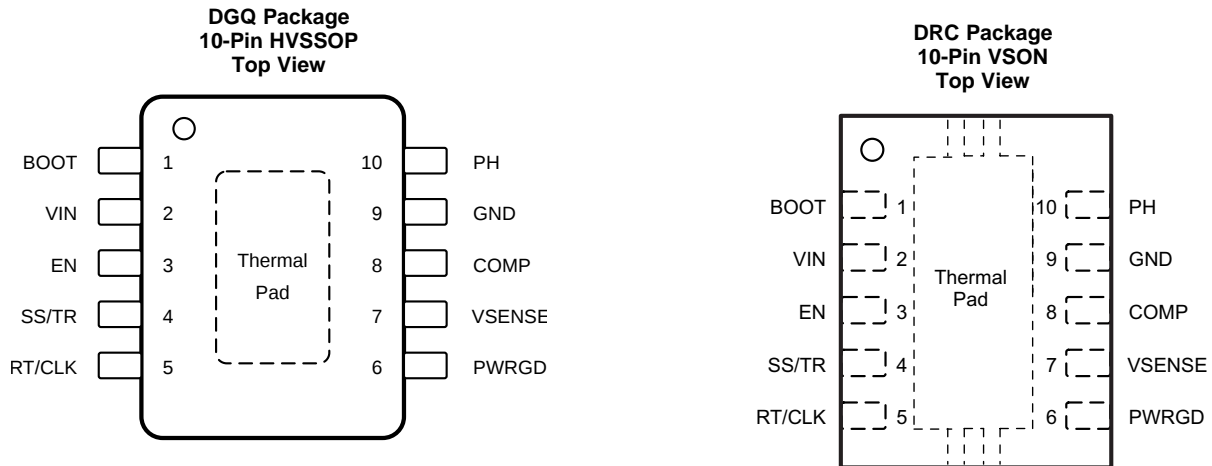 DGQ Package
10-Pin HVSSOP
Top View
BOOT 1 10 PH
VIN 2 9 GND
EN 3 8 COMP
SS/TR 4 7 VSENSE
RT/CLK 5 6 PWRGD
Thermal
Pad
DRC Package
10-Pin VSON
Top View
BOOT 1 10 PH
VIN 2 9 GND
EN 3 8 COMP
SS/TR 4 7 VSENSE
RT/CLK 5 6 PWRGD
Thermal
Pad